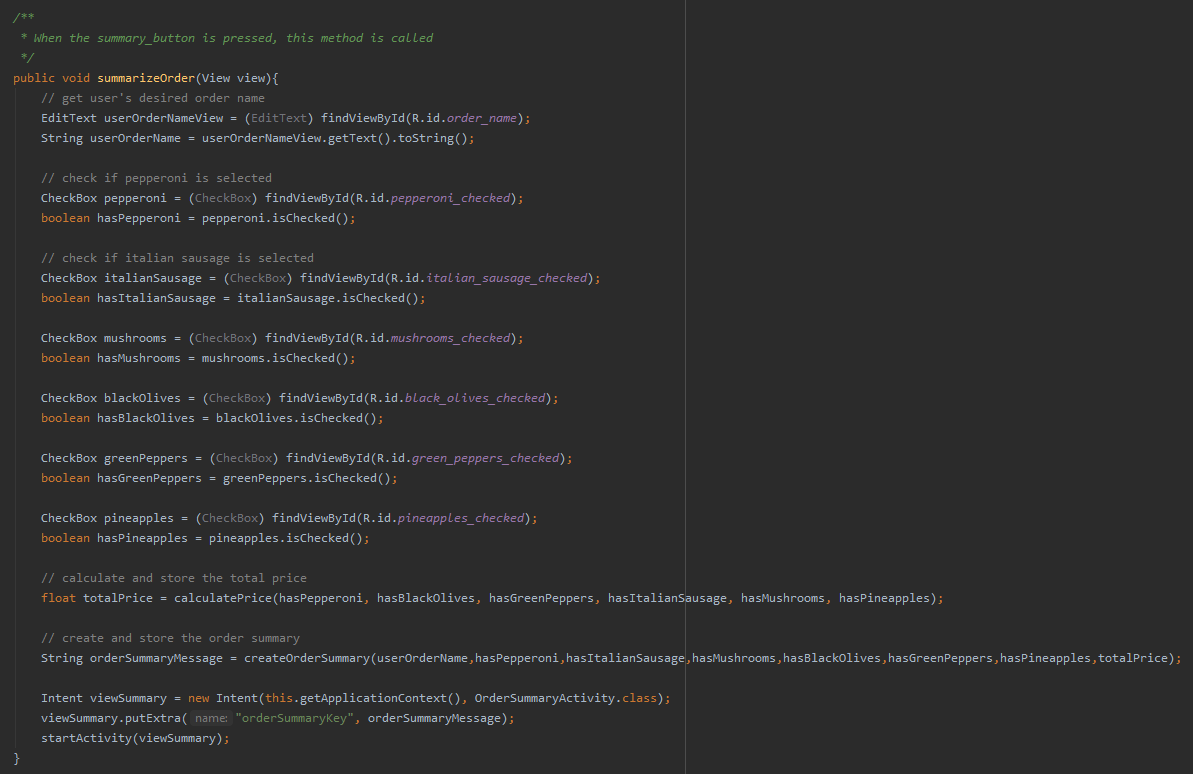 /**
 * When the summary_button is pressed, this method is called
 */
public void summarizeOrder(View view){
    // get user's desired order name
    EditText userOrderNameView = (EditText) findViewById(R.id.order_name);
    String userOrderName = userOrderNameView.getText().toString();

    // check if pepperoni is selected
    CheckBox pepperoni = (CheckBox) findViewById(R.id.pepperoni_checked);
    boolean hasPepperoni = pepperoni.isChecked();

    // check if italian sausage is selected
    CheckBox italianSausage = (CheckBox) findViewById(R.id.italian_sausage_checked);
    boolean hasItalianSausage = italianSausage.isChecked();

    CheckBox mushrooms = (CheckBox) findViewById(R.id.mushrooms_checked);
    boolean hasMushrooms = mushrooms.isChecked();

    CheckBox blackOlives = (CheckBox) findViewById(R.id.black_olives_checked);
    boolean hasBlackOlives = blackOlives.isChecked();

    CheckBox greenPeppers = (CheckBox) findViewById(R.id.green_peppers_checked);
    boolean hasGreenPeppers = greenPeppers.isChecked();

    CheckBox pineapples = (CheckBox) findViewById(R.id.pineapples_checked);
    boolean hasPineapples = pineapples.isChecked();

    // calculate and store the total price
    float totalPrice = calculatePrice(hasPepperoni, hasBlackOlives, hasGreenPeppers, hasItalianSausage, hasMushrooms, hasPineapples);

    // create and store the order summary
    String orderSummaryMessage = createOrderSummary(userOrderName,hasPepperoni,hasItalianSausage,hasMushrooms,hasBlackOlives,hasGreenPeppers,hasPineapples,totalPrice);

    Intent viewSummary = new Intent(this.getApplicationContext(), OrderSummaryActivity.class);
    viewSummary.putExtra( name: "orderSummaryKey", orderSummaryMessage);
    startActivity(viewSummary);
}